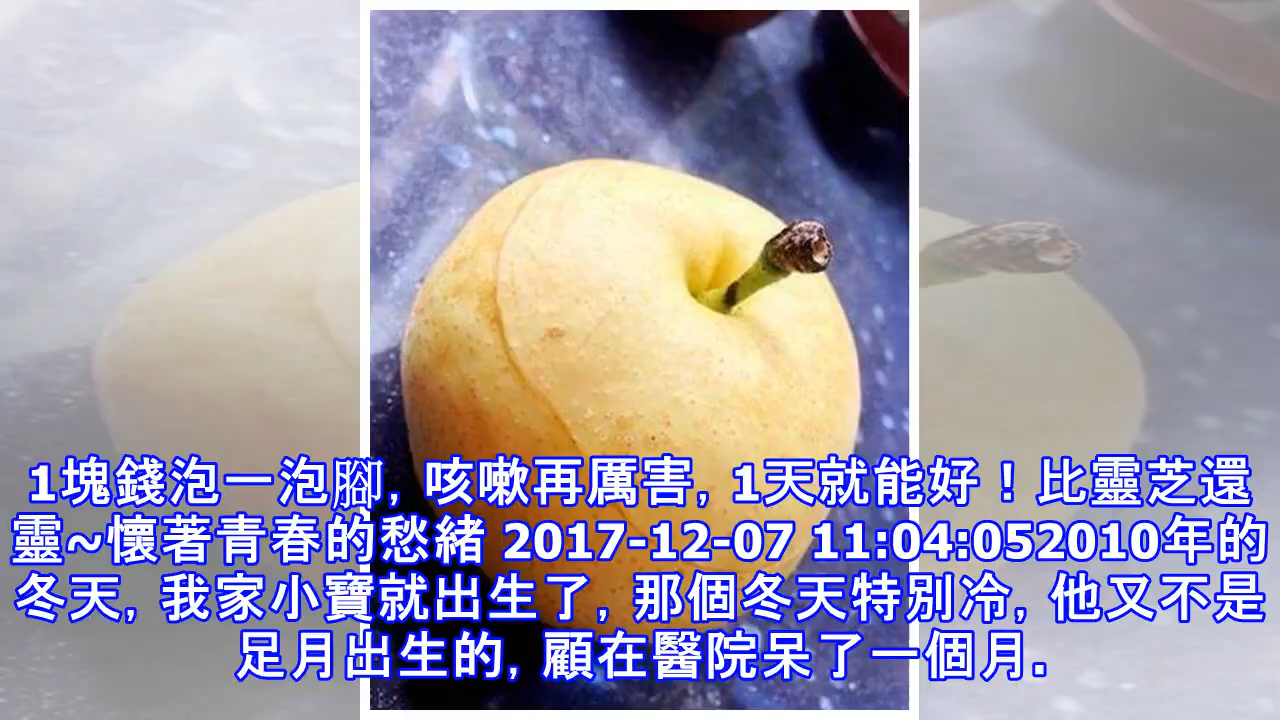 1塊錢泡一泡腳, 咳嗽再厲害, 1天就能好！比靈芝還
靈~懷著青春的愁緒 2017-12-07 11:04:052010年的
冬天, 我家小寶就出生了, 那個冬天特別冷, 他又不是
足月出生的, 顧在醫院呆了一個月.